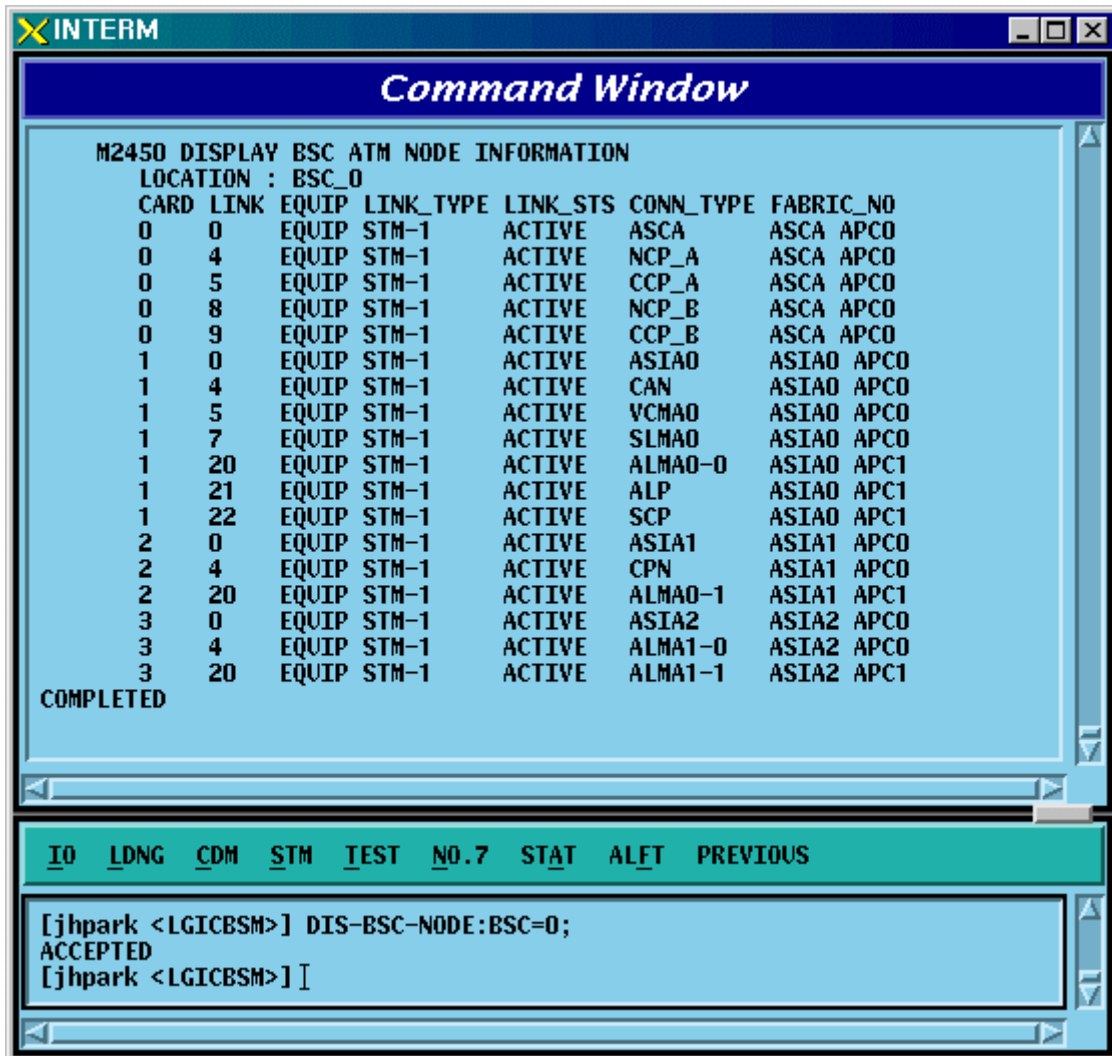 INTERM
Command Window
M2450 DISPLAY BSC ATM NODE INFORMATION
LOCATION : BSC_0
CARD LINK EQUIP LINK_TYPE LINK_STS CONN_TYPE FABRIC_NO
0 0 EQUIP STM-1 ACTIVE ASCA ASCA APC0
0 4 EQUIP STM-1 ACTIVE NCP_A ASCA APC0
0 5 EQUIP STM-1 ACTIVE CCP_A ASCA APC0
0 8 EQUIP STM-1 ACTIVE NCP_B ASCA APC0
0 9 EQUIP STM-1 ACTIVE CCP_B ASCA APC0
1 0 EQUIP STM-1 ACTIVE ASIA0 ASIA0 APC0
1 4 EQUIP STM-1 ACTIVE CAN ASIA0 APC0
1 5 EQUIP STM-1 ACTIVE VCMA0 ASIA0 APC0
1 7 EQUIP STM-1 ACTIVE SLMA0 ASIA0 APC0
1 20 EQUIP STM-1 ACTIVE ALMA0-0 ASIA0 APC1
1 21 EQUIP STM-1 ACTIVE ALP ASIA0 APC1
1 22 EQUIP STM-1 ACTIVE SCP ASIA0 APC1
2 0 EQUIP STM-1 ACTIVE ASIA1 ASIA1 APC0
2 4 EQUIP STM-1 ACTIVE CPN ASIA1 APC0
2 20 EQUIP STM-1 ACTIVE ALMA0-1 ASIA1 APC1
3 0 EQUIP STM-1 ACTIVE ASIA2 ASIA2 APC0
3 4 EQUIP STM-1 ACTIVE ALMA1-0 ASIA2 APC0
3 20 EQUIP STM-1 ACTIVE ALMA1-1 ASIA2 APC1
COMPLETED
IO LDNG CDM STM TEST NO.7 STAT ALFT PREVIOUS
[jhpark <LGICBSM>] DIS-BSC-NODE:BSC=0;
ACCEPTED
[jhpark <LGICBSM>]